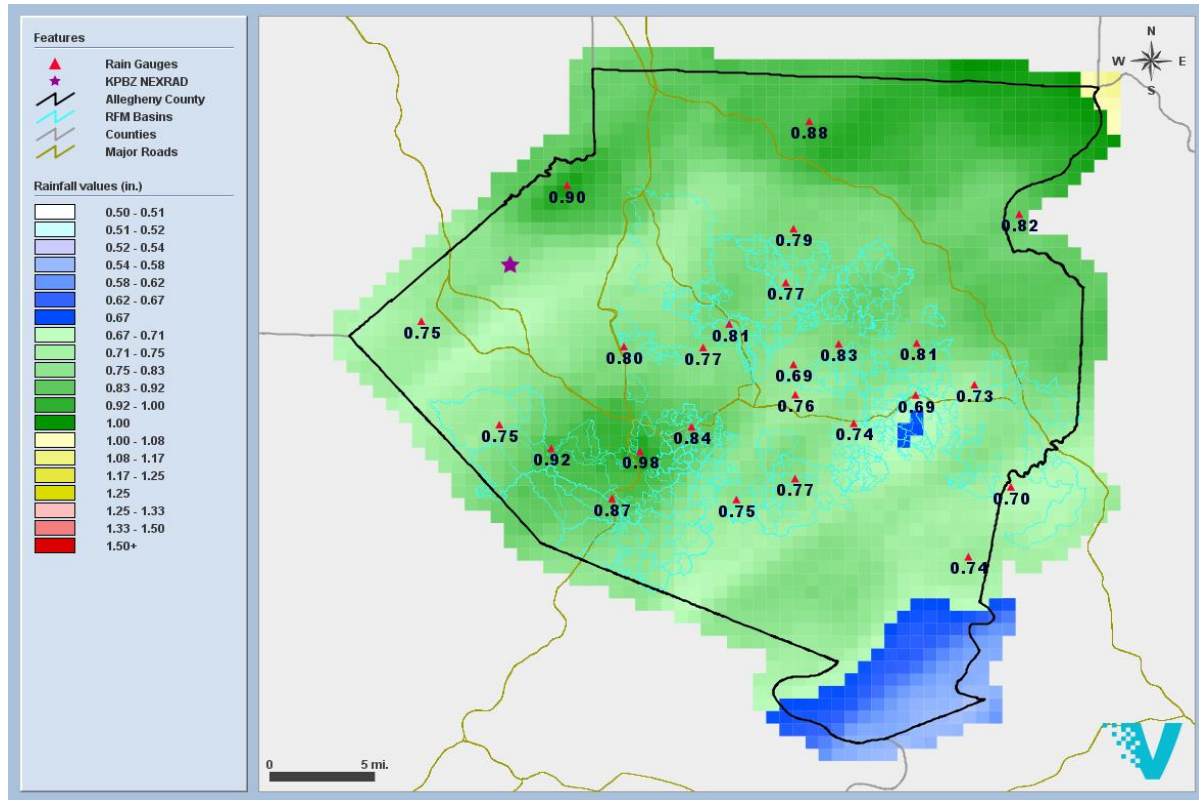 Features
Rain Gauges
KPBZ NEXRAD
Allegheny County
RFM Basins
Counties
Major Roads
Rainfall values (in.)
0.50 - 0.51
0.51 - 0.52
0.52 - 0.54
0.54 - 0.58
0.58 - 0.62
0.62 - 0.67
0.67
0.67 - 0.71
0.71 - 0.75
0.75 - 0.83
0.83 - 0.92
0.92 - 1.00
1.00
1.00 - 1.08
1.08 - 1.17
1.17 - 1.25
1.25
1.25 - 1.33
1.33 - 1.50
1.50+
N
W E
S
0.88
0.90
0.82
0.79
0.77
0.75
0.81
0.80 0.77 0.83 0.81
0.69
0.76 0.69 0.73
0.75 0.84 0.74
0.92 0.98
0.77
0.87 0.75 0.70
0.74
0 5 mi.
V